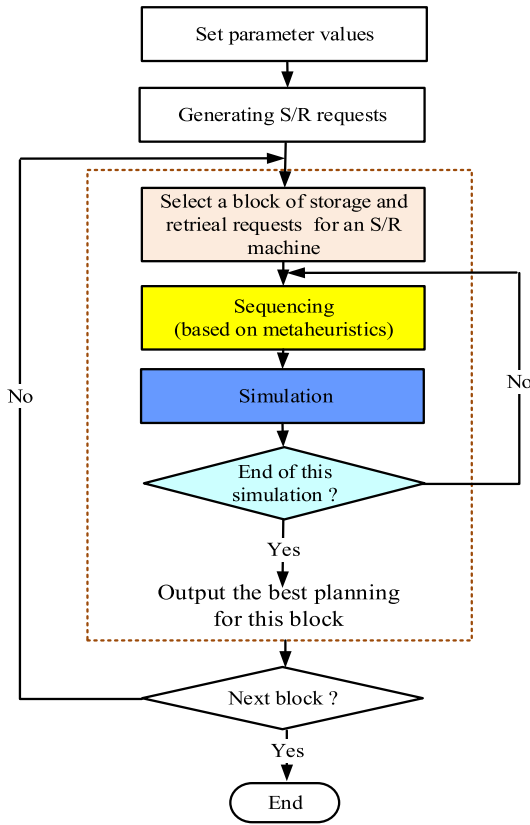 Set parameter values
Generating S/R requests
Select a block of storage and
retrieal requests for an S/R
machine
Sequencing
(based on metaheuristics)
No
No
Simulation
End of this
simulation ?
Yes
Output the best planning
for this block
Next block ?
Yes
End